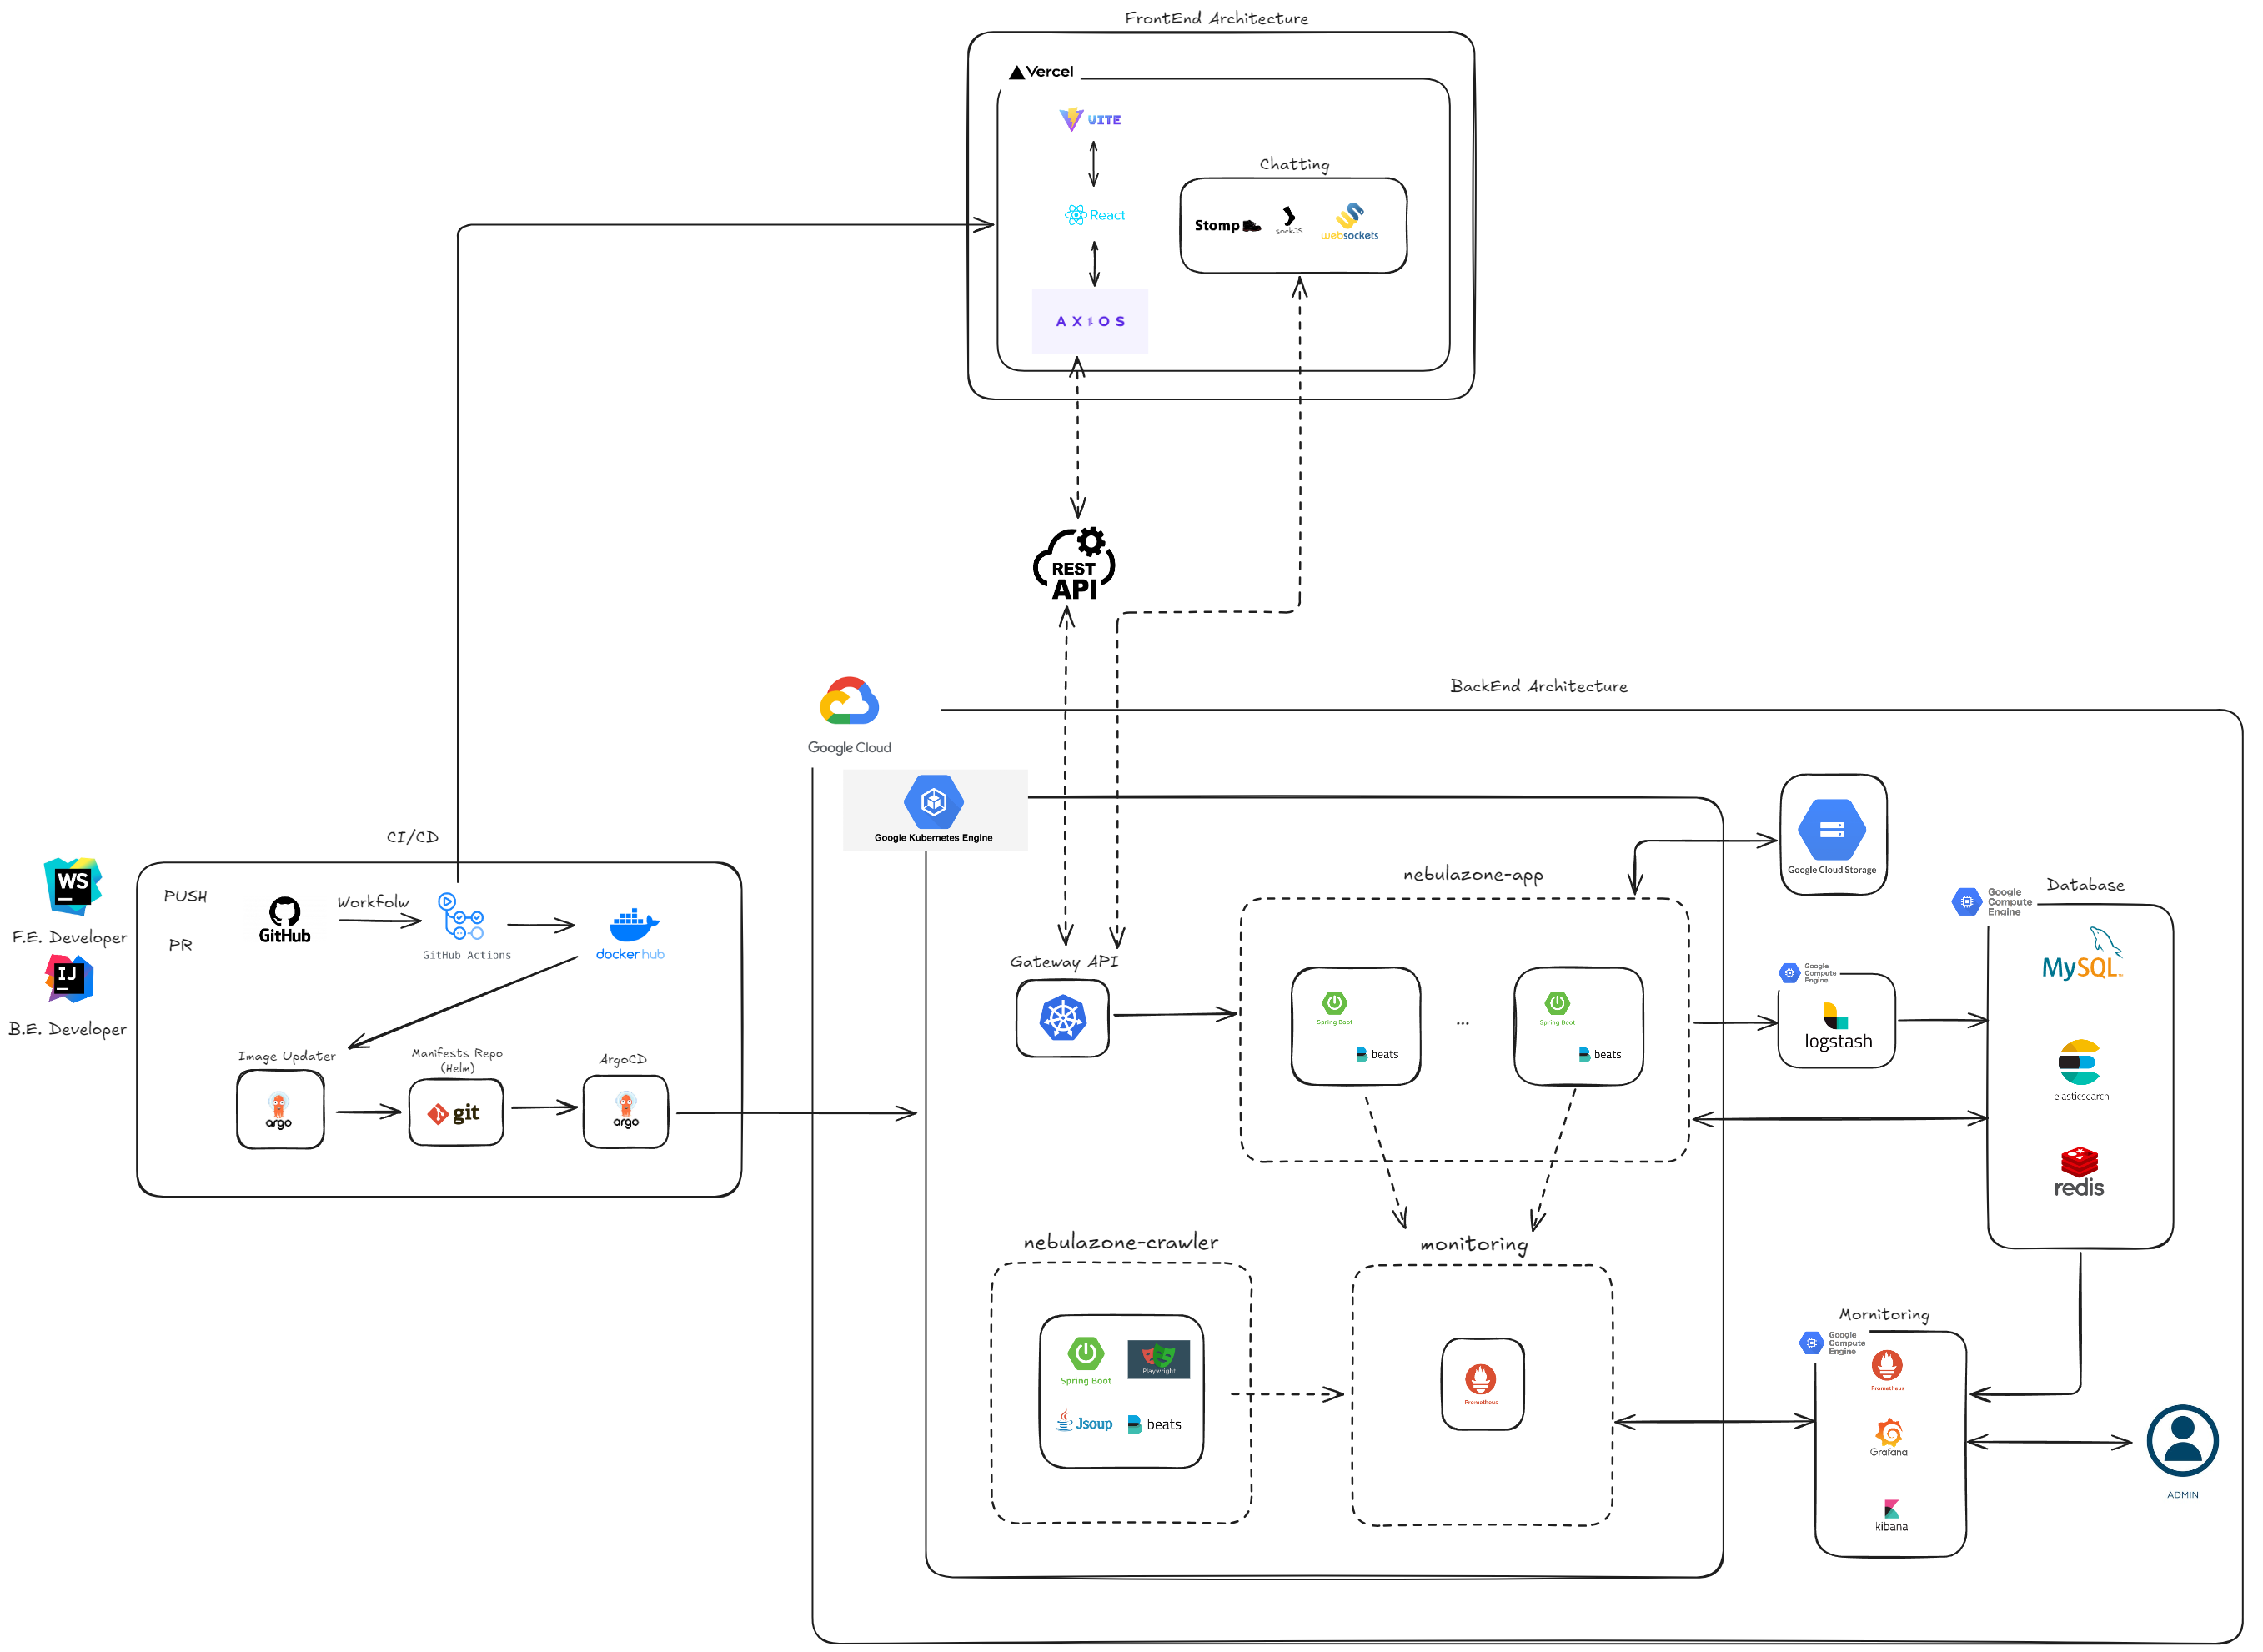 FrontEnd Architecture
Vercel
VITE
Chatting
React
Stomp
sockJS
websockets
AXIOS
REST
API
BackEnd Architecture
Google Cloud
Google Kubernetes Engine
CI/CD
WS
F.E. Developer
IJ
B.E. Developer
PUSH
PR
GitHub
Workfolw
GitHub Actions
dockerhub
Image Updater
argo
Manifests Repo
(Helm)
git
ArgoCD
argo
Gateway API
nebulazone-app
Spring Boot
beats
...
Spring Boot
beats
Google Cloud Storage
Google
Compute
Engine
logstash
Google
Compute
Engine
Database
MySQL
elasticsearch
redis
nebulazone-crawler
Spring Boot
Playwright
Jsoup
beats
monitoring
Prometheus
Mornitoring
Google
Compute
Engine
Prometheus
Grafana
kibana
ADMIN